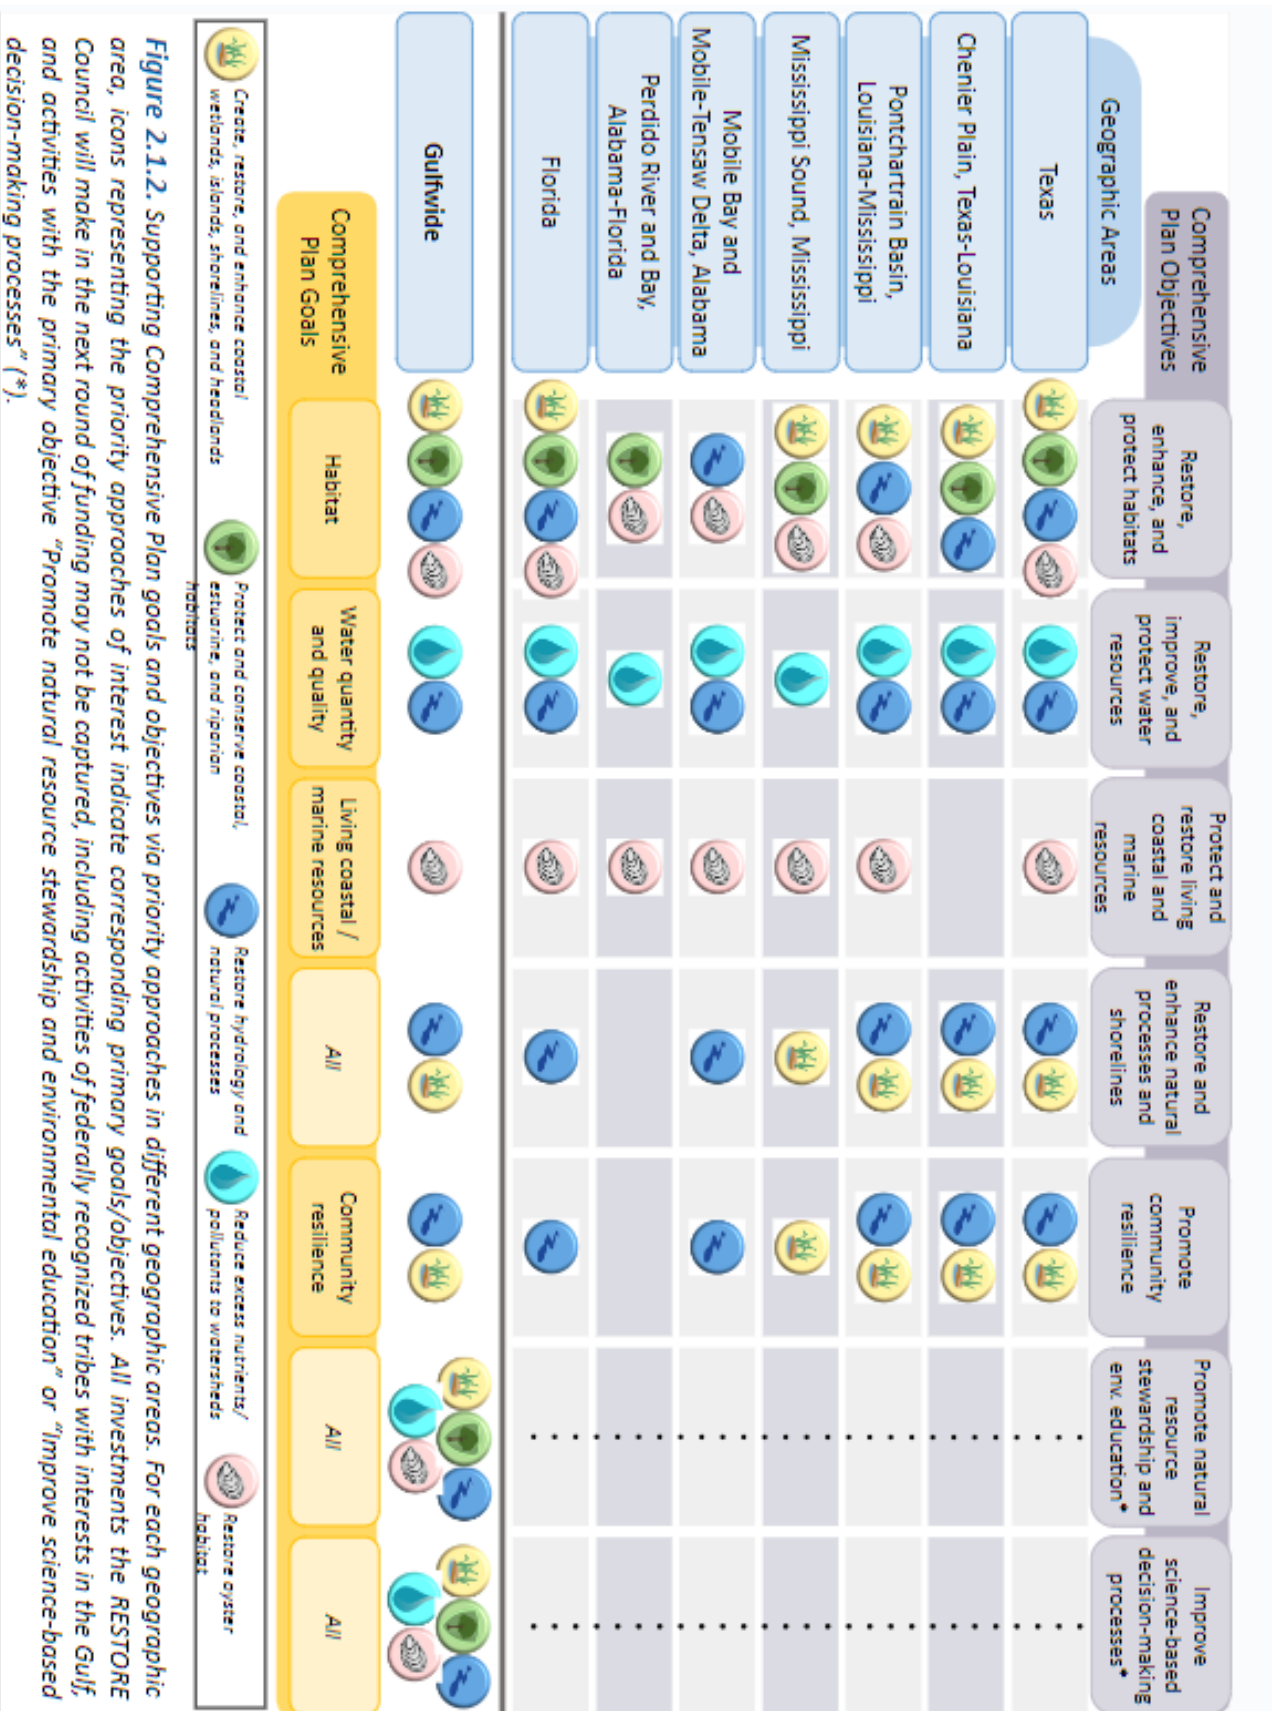 Comprehensive
Plan Objectives
Restore,
enhance, and
protect habitats
Restore,
improve, and
protect water
resources
Protect and
restore living
coastal and
marine
resources
Restore and
enhance natural
processes and
shorelines
Promote
community
resilience
Promote natural
resource
stewardship and
env. education*
Improve
science-based
decision-making
processes*
Geographic Areas
Texas
Chenier Plain, Texas-Louisiana
Pontchartrain Basin,
Louisiana-Mississippi
Mississippi Sound, Mississippi
Mobile Bay and
Mobile-Tensaw Delta, Alabama
Perdido River and Bay,
Alabama-Florida
Florida
Gulfwide
Comprehensive
Plan Goals
Habitat
Water quantity
and quality
Living coastal /
marine resources
All
Community
resilience
All
All
Create, restore, and enhance coastal
wetlands, islands, shorelines, and headlands
Protect and conserve coastal,
estuarine, and riparian
habitats
Restore hydrology and
natural processes
Reduce excess nutrients/
pollutants to watersheds
Restore oyster
habitat
Figure 2.1.2. Supporting Comprehensive Plan goals and objectives via priority approaches in different geographic areas. For each geographic
area, icons representing the priority approaches of interest indicate corresponding primary goals/objectives. All investments the RESTORE
Council will make in the next round of funding may not be captured, including activities of federally recognized tribes with interests in the Gulf,
and activities with the primary objective "Promote natural resource stewardship and environmental education" or "Improve science-based
decision-making processes" (*).